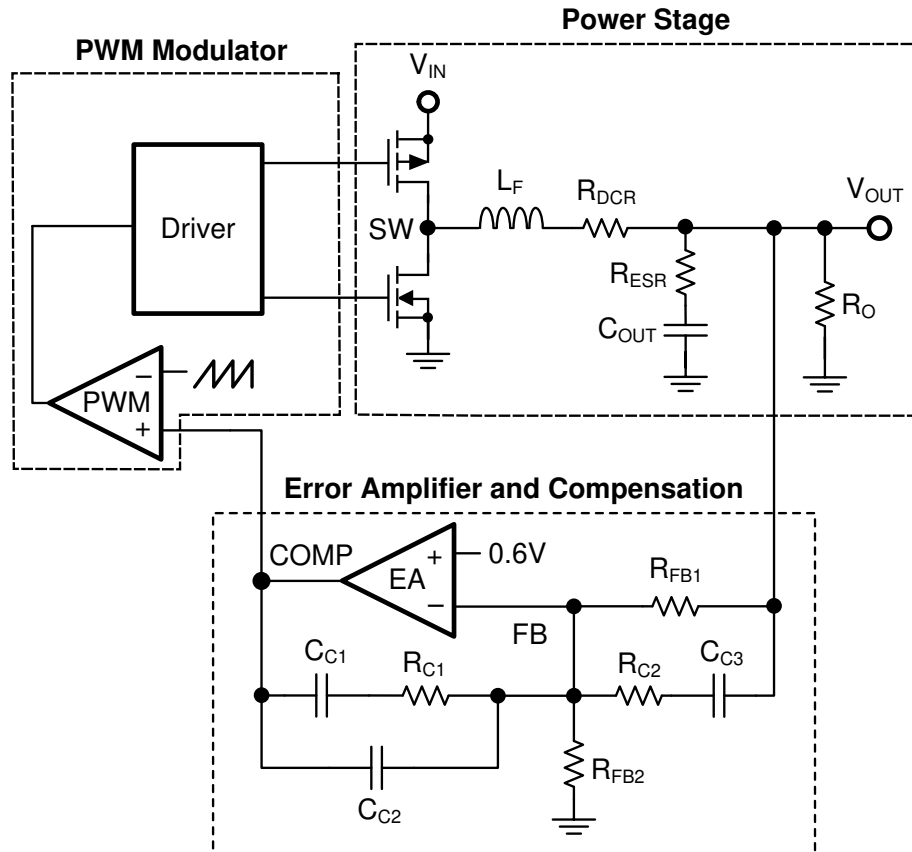 Power Stage
PWM Modulator
V_IN
L_F
R_DCR
V_OUT
Driver
SW
R_ESR
C_OUT
R_O
PWM
−
+
Error Amplifier and Compensation
COMP
EA
+
−
0.6V
FB
R_FB1
C_C1
R_C1
R_C2
C_C3
R_FB2
C_C2